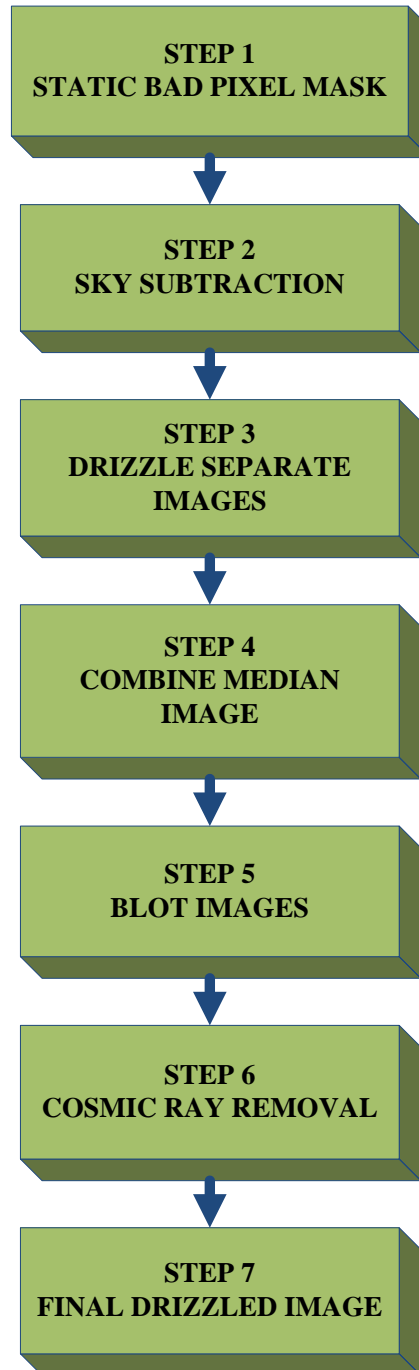 STEP 1
STATIC BAD PIXEL MASK
STEP 2
SKY SUBTRACTION
STEP 3
DRIZZLE SEPARATE
IMAGES
STEP 4
COMBINE MEDIAN
IMAGE
STEP 5
BLOT IMAGES
STEP 6
COSMIC RAY REMOVAL
STEP 7
FINAL DRIZZLED IMAGE